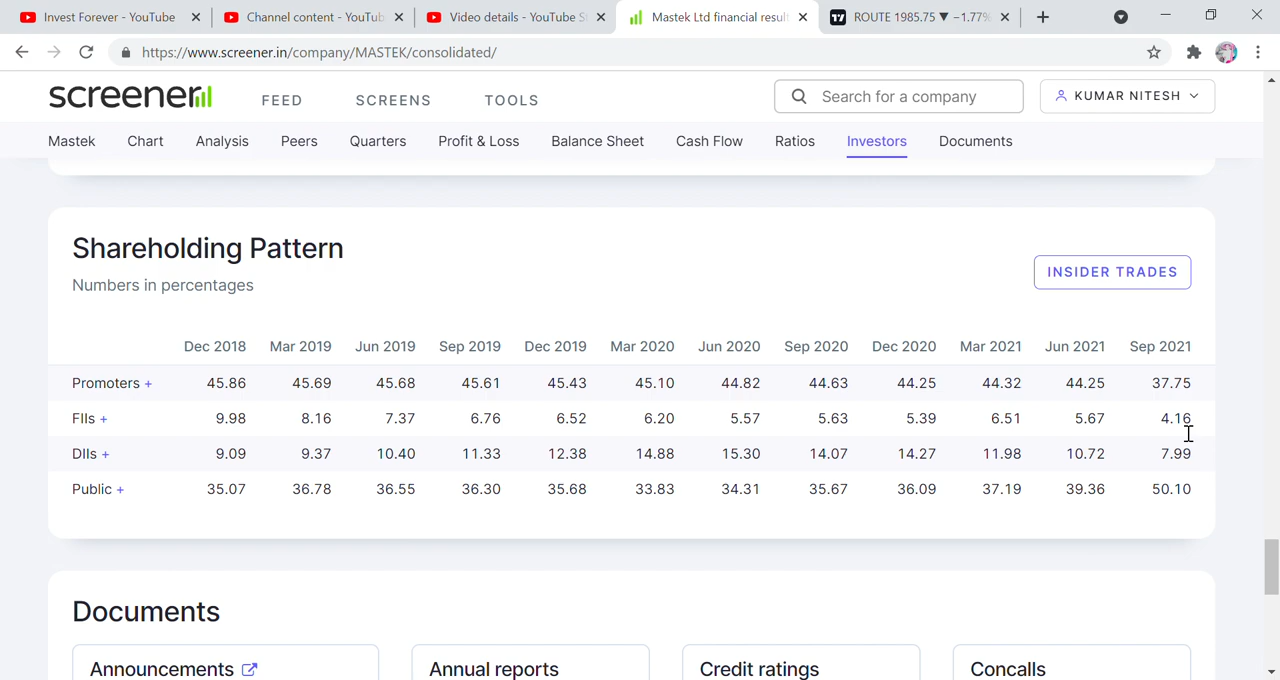 Invest Forever - YouTube
Channel content - YouTub
Video details - YouTube S
Mastek Ltd financial result
ROUTE 1985.75 ▼ −1.77%
https://www.screener.in/company/MASTEK/consolidated/
screener
FEED
SCREENS
TOOLS
Search for a company
KUMAR NITESH
Mastek Chart Analysis Peers Quarters Profit & Loss Balance Sheet Cash Flow Ratios Investors Documents
Shareholding Pattern
Numbers in percentages
INSIDER TRADES
Dec 2018 Mar 2019 Jun 2019 Sep 2019 Dec 2019 Mar 2020 Jun 2020 Sep 2020 Dec 2020 Mar 2021 Jun 2021 Sep 2021
Promoters + 45.86 45.69 45.68 45.61 45.43 45.10 44.82 44.63 44.25 44.32 44.25 37.75
FIIs + 9.98 8.16 7.37 6.76 6.52 6.20 5.57 5.63 5.39 6.51 5.67 4.16
DIIs + 9.09 9.37 10.40 11.33 12.38 14.88 15.30 14.07 14.27 11.98 10.72 7.99
Public + 35.07 36.78 36.55 36.30 35.68 33.83 34.31 35.67 36.09 37.19 39.36 50.10
Documents
Announcements
Annual reports
Credit ratings
Concalls